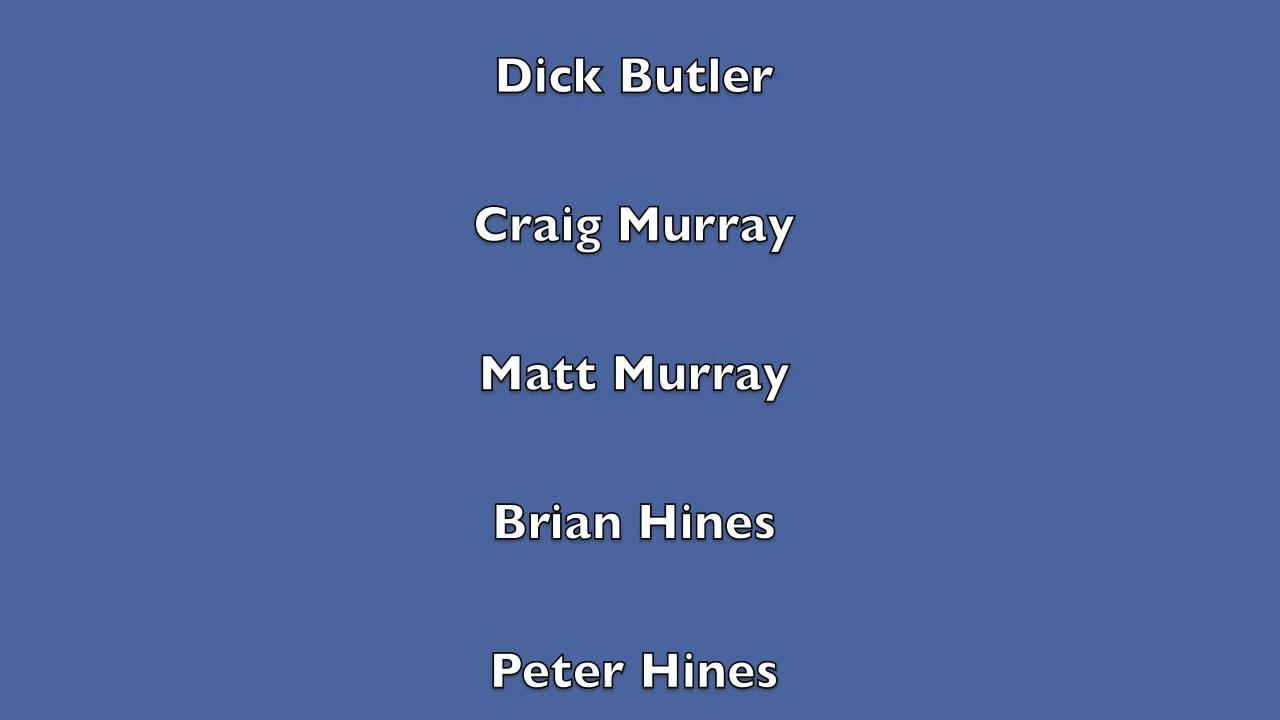 Dick Butler
Craig Murray
Matt Murray
Brian Hines
Peter Hines